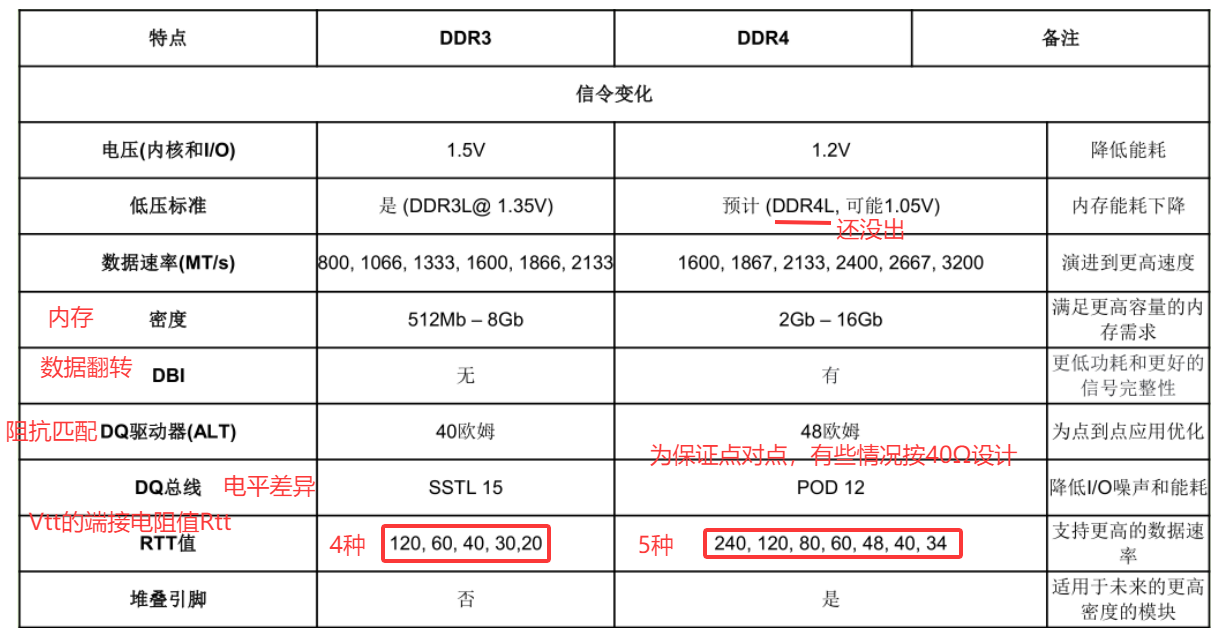 特点 DDR3 DDR4 备注
信令变化
电压(内核和I/O) 1.5V 1.2V 降低能耗
低压标准 是 (DDR3L@ 1.35V) 预计 (DDR4L, 可能1.05V) 内存能耗下降
还没出
数据速率(MT/s) 800, 1066, 1333, 1600, 1866, 2133 1600, 1867, 2133, 2400, 2667, 3200 演进到更高速度
内存 密度 512Mb – 8Gb 2Gb – 16Gb 满足更高容量的内
存需求
数据翻转 DBI 无 有 更低功耗和更好的
信号完整性
阻抗匹配 DQ驱动器(ALT) 40欧姆 48欧姆 为点到点应用优化
为保证点对点，有些情况按40Ω设计
DQ总线 电平差异 SSTL 15 POD 12 降低I/O噪声和能耗
Vtt的端接电阻值Rtt
RTT值 4种 120, 60, 40, 30,20 5种 240, 120, 80, 60, 48, 40, 34 支持更高的数据速
率
堆叠引脚 否 是 适用于未来的更高
密度的模块